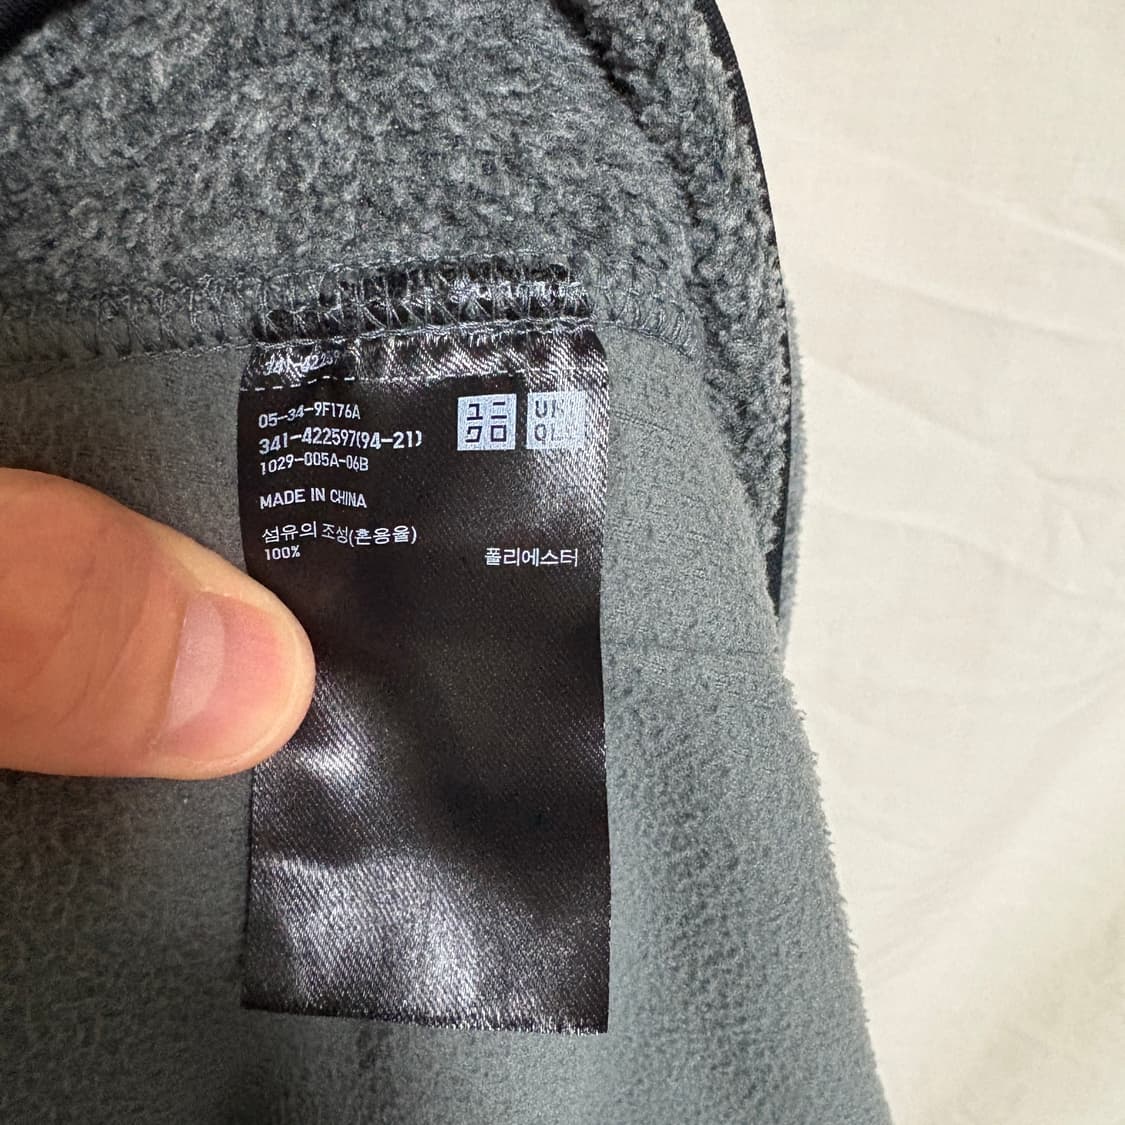 05-34-9F176A
341-422597(94-21)
1029-005A-06B
ユニ
クロ
UNI
QLO
MADE IN CHINA
섬유의 조성(혼용율)
100% 폴리에스터